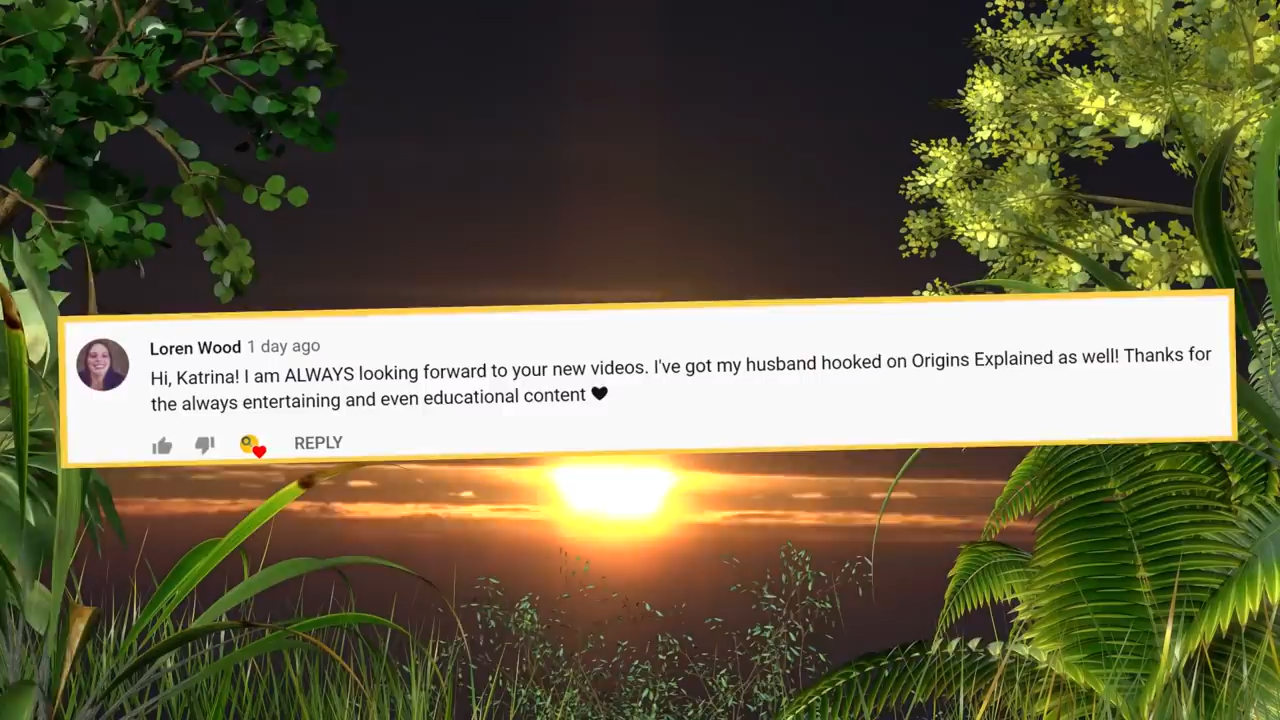 Loren Wood 1 day ago
Hi, Katrina! I am ALWAYS looking forward to your new videos. I've got my husband hooked on Origins Explained as well! Thanks for
the always entertaining and even educational content 🖤
REPLY